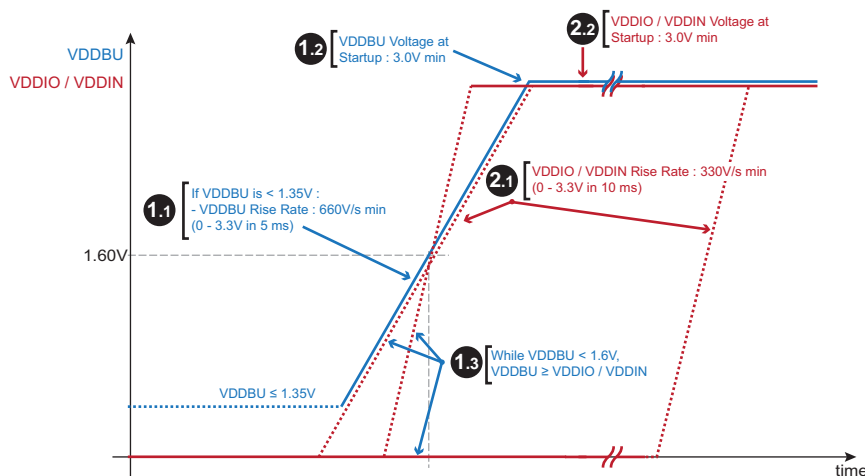 VDDBU
VDDIO / VDDIN
1.2
VDDBU Voltage at
Startup : 3.0V min
2.2
VDDIO / VDDIN Voltage at
Startup : 3.0V min
1.1
If VDDBU is < 1.35V :
- VDDBU Rise Rate : 660V/s min
(0 - 3.3V in 5 ms)
2.1
VDDIO / VDDIN Rise Rate : 330V/s min
(0 - 3.3V in 10 ms)
1.60V
1.3
While VDDBU < 1.6V,
VDDBU ≥ VDDIO / VDDIN
VDDBU ≤ 1.35V
time